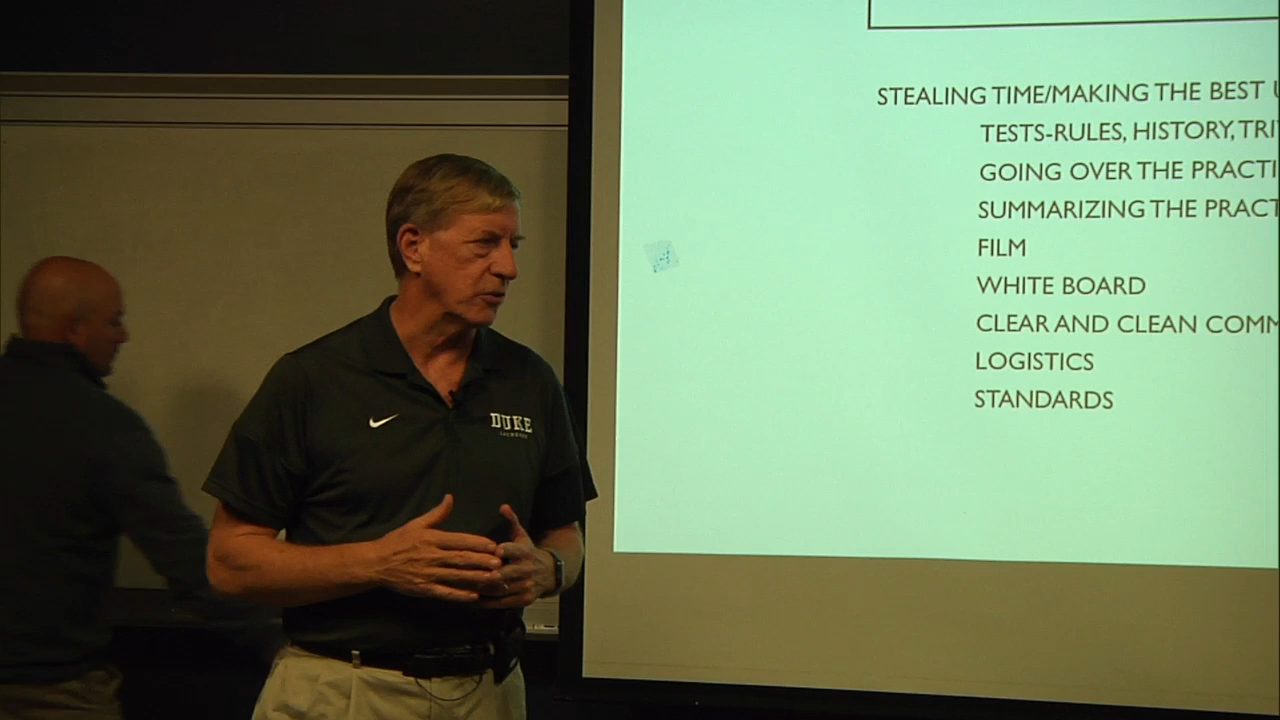 STEALING TIME/MAKING THE BEST
TESTS-RULES, HISTORY, TRI
GOING OVER THE PRACTI
SUMMARIZING THE PRACT
FILM
WHITE BOARD
CLEAR AND CLEAN COMM
LOGISTICS
STANDARDS
DUKE
LACROSSE